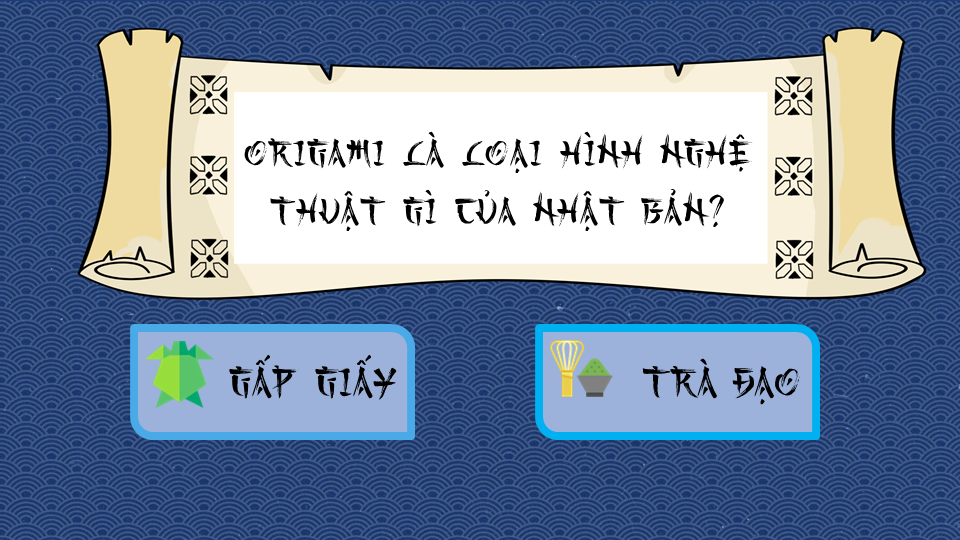 ORIGAMI LÀ LOẠI HÌNH NGHỆ
THUẬT GÌ CỦA NHẬT BẢN?
GẤP GIẤY
TRÀ ĐẠO